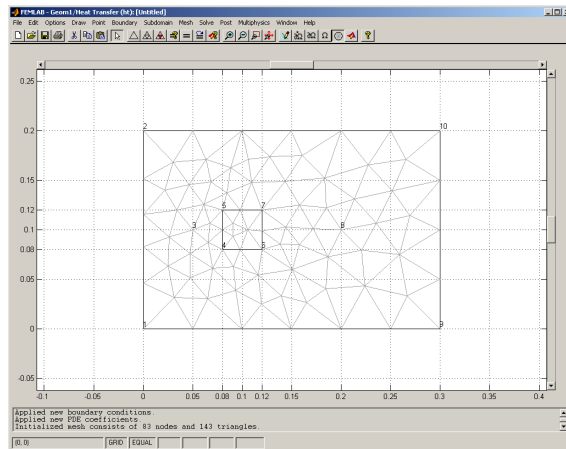 FEMLAB - Geom1/Heat Transfer (ht): [Untitled]
File Edit Options Draw Point Boundary Subdomain Mesh Solve Post Multiphysics Window Help
0.25
0.2
0.15
0.12
0.1
0.08
0.05
0
-0.05
2 10
5 7
3 8
4 6
1 9
-0.1 -0.05 0 0.05 0.08 0.1 0.12 0.15 0.2 0.25 0.3 0.35 0.4
Applied new boundary conditions.
Applied new PDE coefficients.
Initialized mesh consists of 83 nodes and 143 triangles.
(0, 0) GRID EQUAL